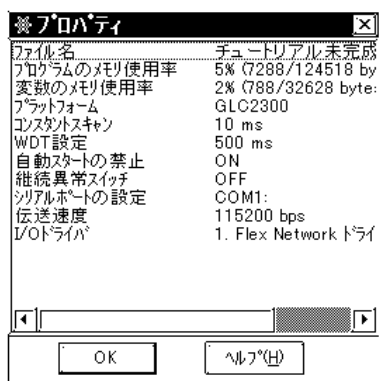 ﾌﾟﾛﾊﾟﾃｨ
ﾌｧｲﾙ名 チュートリアル未完成
ﾌﾟﾛｸﾞﾗﾑのﾒﾓﾘ使用率 5% (7288/124518 by
変数のﾒﾓﾘ使用率 2% (788/32628 byte:
ﾌﾟﾗｯﾄﾌｫｰﾑ GLC2300
ｺﾝｽﾀﾝﾄｽｷｬﾝ 10 ms
WDT設定 500 ms
自動ｽﾀｰﾄの禁止 ON
継続異常ｽｲｯﾁ OFF
ｼﾘｱﾙﾎﾟｰﾄの設定 COM1:
伝送速度 115200 bps
I/Oﾄﾞﾗｲﾊﾞ 1. Flex Network ﾄﾞﾗｲ
OK ﾍﾙﾌﾟ(H)